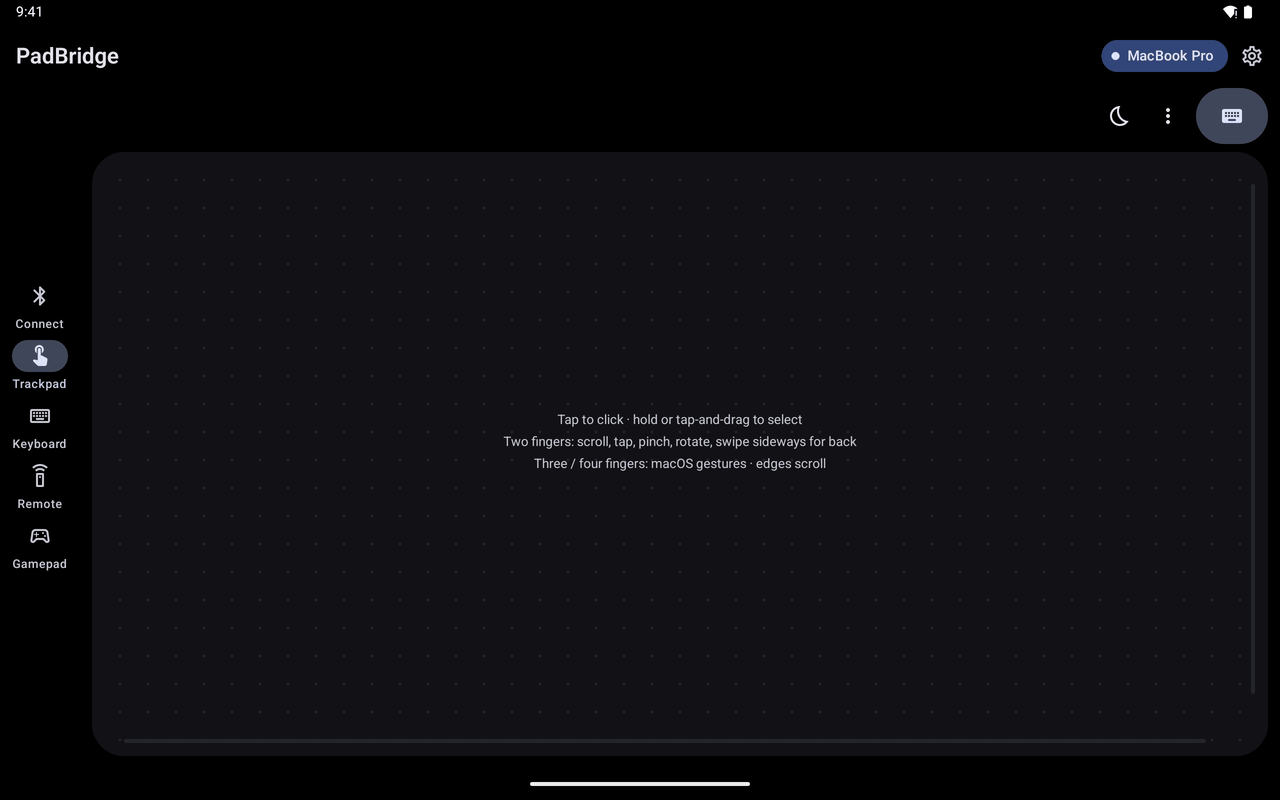 9:41
PadBridge
MacBook Pro
Connect
Trackpad
Keyboard
Remote
Gamepad
Tap to click · hold or tap-and-drag to select
Two fingers: scroll, tap, pinch, rotate, swipe sideways for back
Three / four fingers: macOS gestures · edges scroll